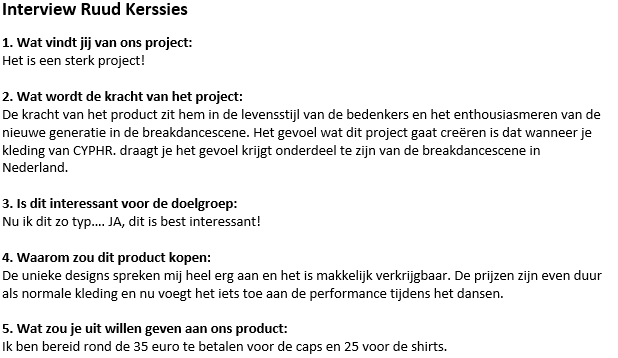 Interview Ruud Kerssies
1. Wat vindt jij van ons project:
Het is een sterk project!
2. Wat wordt de kracht van het project:
De kracht van het product zit hem in de levensstijl van de bedenkers en het enthousiasmeren van de
nieuwe generatie in de breakdancescene. Het gevoel wat dit project gaat creëren is dat wanneer je
kleding van CYPHR. draagt je het gevoel krijgt onderdeel te zijn van de breakdancescene in
Nederland.
3. Is dit interessant voor de doelgroep:
Nu ik dit zo typ.... JA, dit is best interessant!
4. Waarom zou dit product kopen:
De unieke designs spreken mij heel erg aan en het is makkelijk verkrijgbaar. De prijzen zijn even duur
als normale kleding en nu voegt het iets toe aan de performance tijdens het dansen.
5. Wat zou je uit willen geven aan ons product:
Ik ben bereid rond de 35 euro te betalen voor de caps en 25 voor de shirts.